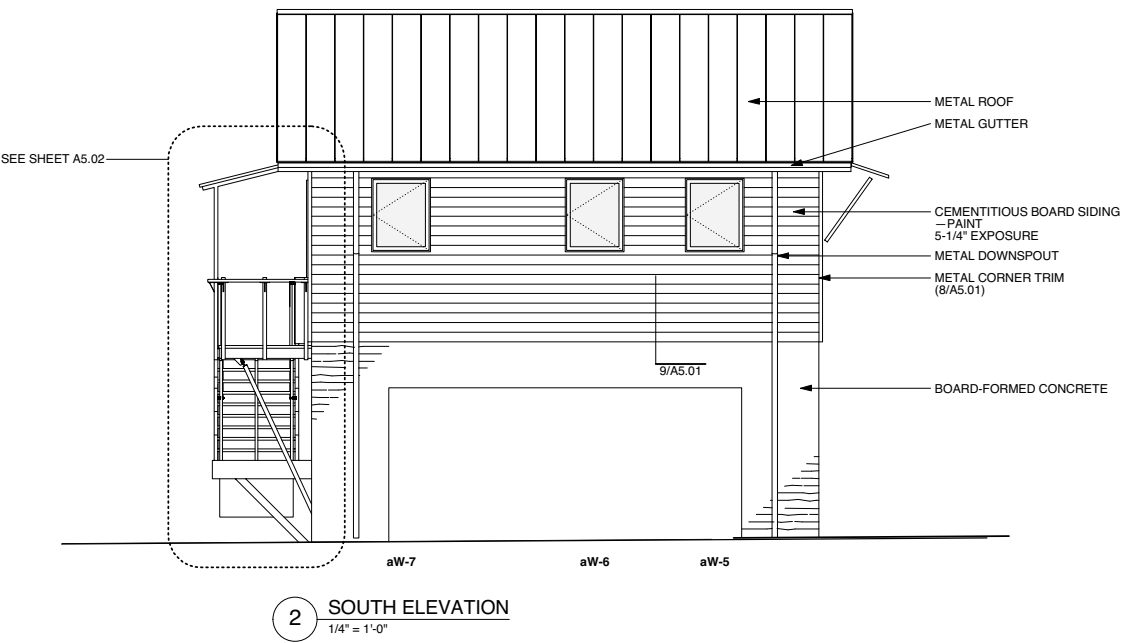 METAL ROOF
METAL GUTTER
SEE SHEET A5.02
CEMENTITIOUS BOARD SIDING
—PAINT
5-1/4" EXPOSURE
METAL DOWNSPOUT
METAL CORNER TRIM
(8/A5.01)
9/A5.01
BOARD-FORMED CONCRETE
aW-7
aW-6
aW-5
2
SOUTH ELEVATION
1/4" = 1'-0"